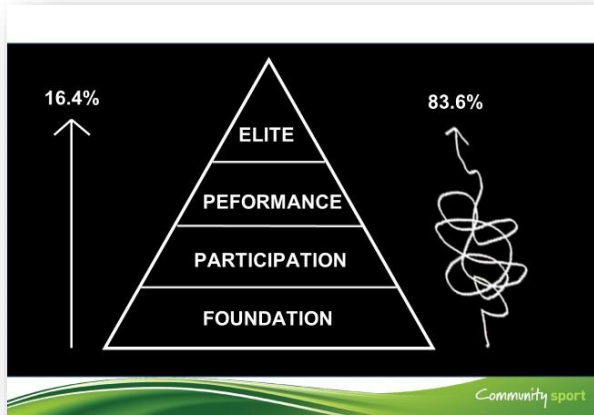 16.4%
83.6%
ELITE
PEFORMANCE
PARTICIPATION
FOUNDATION
Community sport